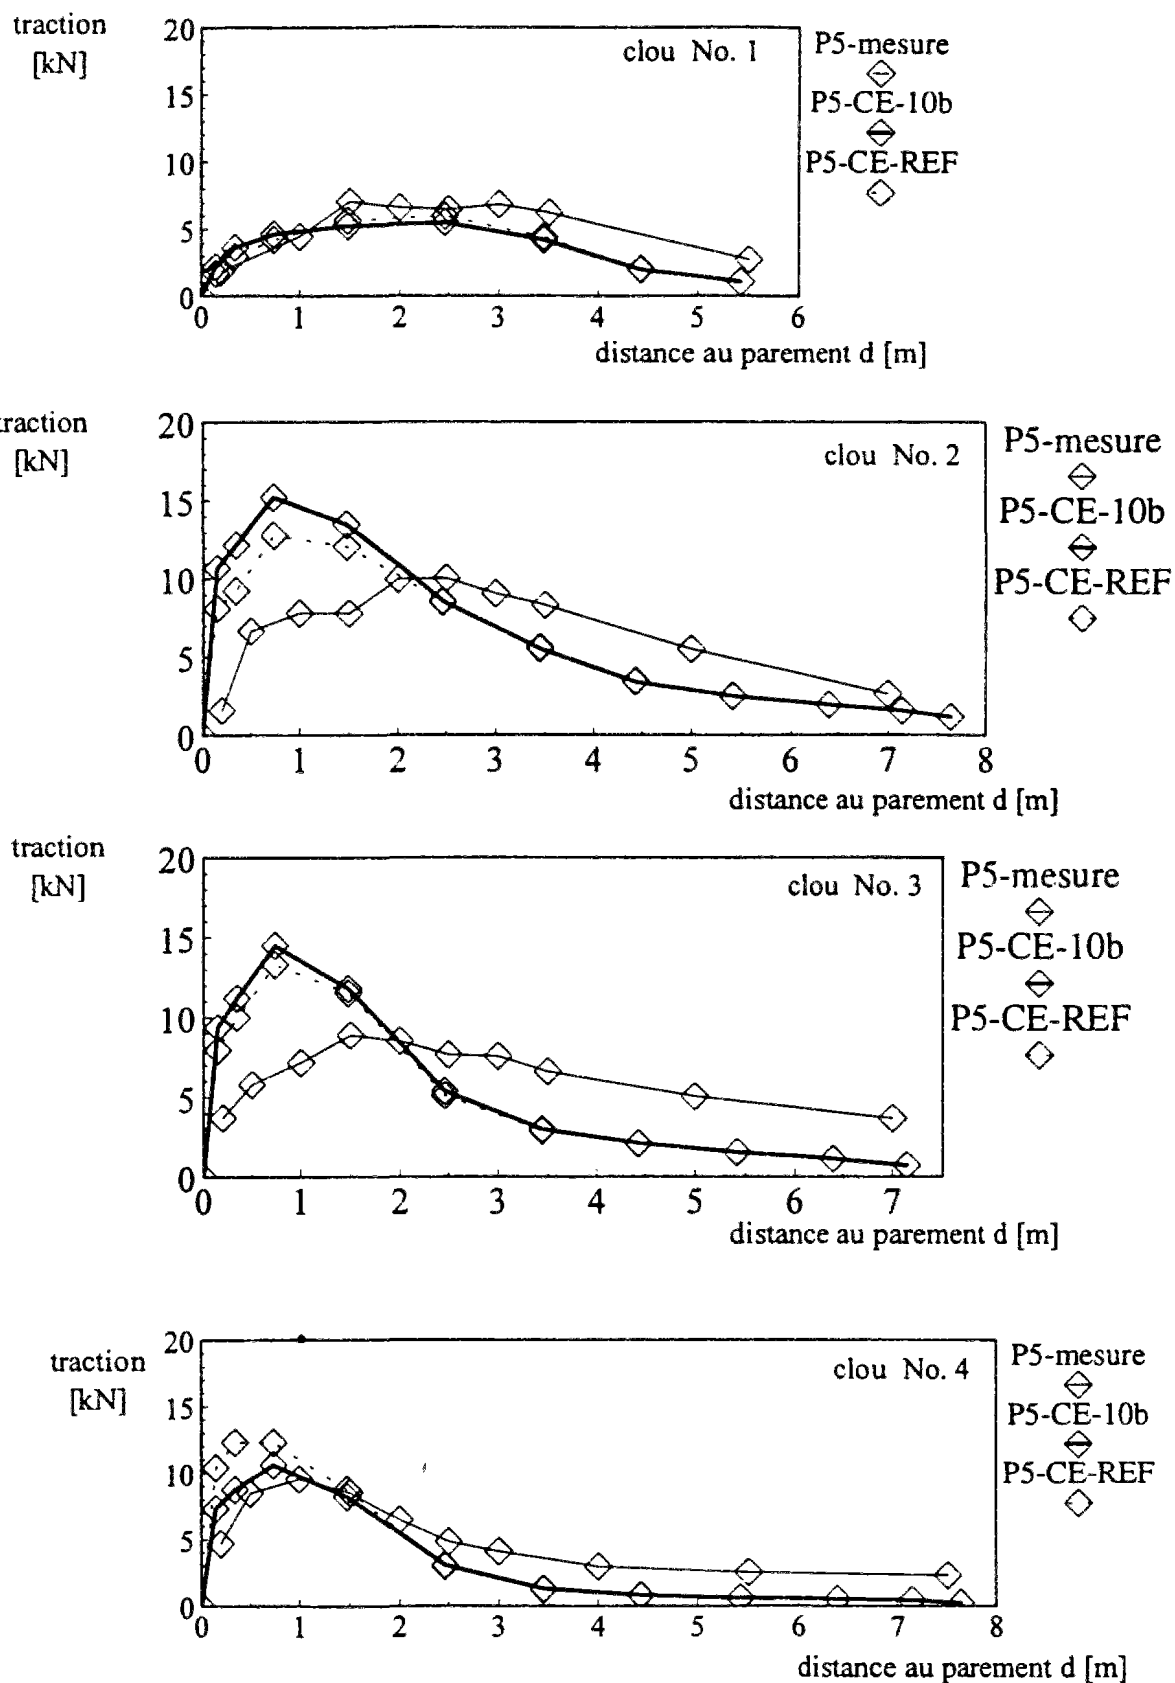 traction
[kN]
20
15
10
5
0
0 1 2 3 4 5 6
clou No. 1
distance au parement d [m]
P5-mesure
P5-CE-10b
P5-CE-REF
traction
[kN]
20
15
10
5
0
0 1 2 3 4 5 6 7 8
clou No. 2
distance au parement d [m]
P5-mesure
P5-CE-10b
P5-CE-REF
traction
[kN]
20
15
10
5
0
0 1 2 3 4 5 6 7
clou No. 3
distance au parement d [m]
P5-mesure
P5-CE-10b
P5-CE-REF
traction
[kN]
20
15
10
5
0
0 1 2 3 4 5 6 7 8
clou No. 4
distance au parement d [m]
P5-mesure
P5-CE-10b
P5-CE-REF